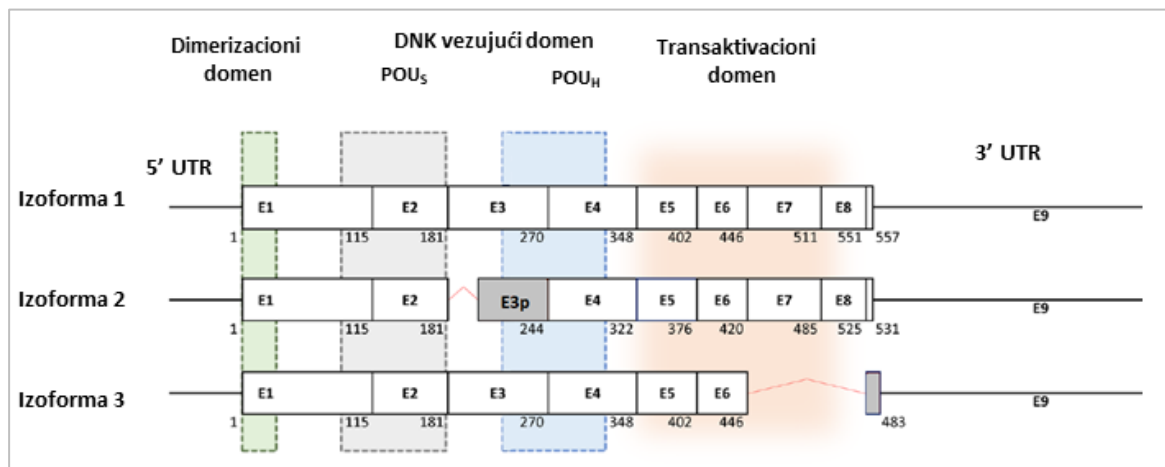 Dimerizacioni
domen
DNK vezujući domen
POUS
POUH
Transaktivacioni
domen
5' UTR
3' UTR
Izoforma 1
E1 E2 E3 E4 E5 E6 E7 E8 E9
1 115 181 270 348 402 446 511 551 557
Izoforma 2
E1 E2 E3p E4 E5 E6 E7 E8 E9
1 115 181 244 322 376 420 485 525 531
Izoforma 3
E1 E2 E3 E4 E5 E6 E9
1 115 181 270 348 402 446 483